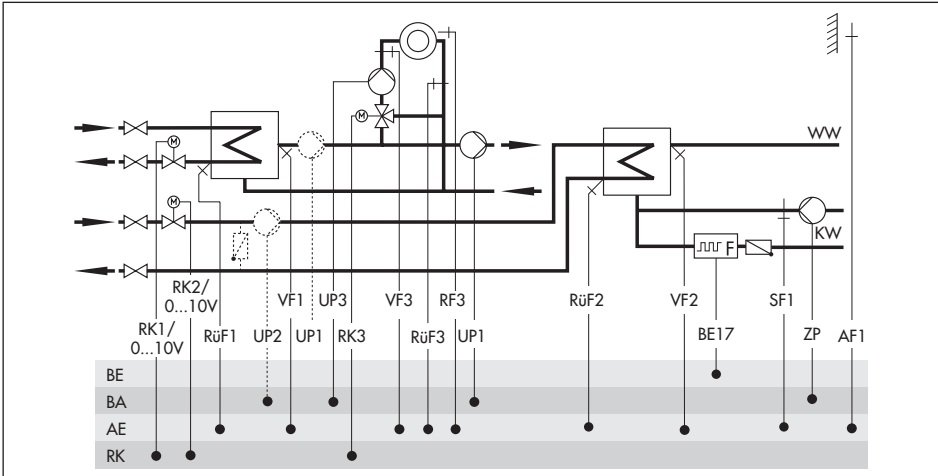 M
M
M
WW
KW
F
RK1/
0...10V
RK2/
0...10V
RüF1
UP2
VF1
UP1
UP3
RK3
VF3
RüF3
RF3
UP1
RüF2
VF2
BE17
SF1
ZP
AF1
BE
BA
AE
RK